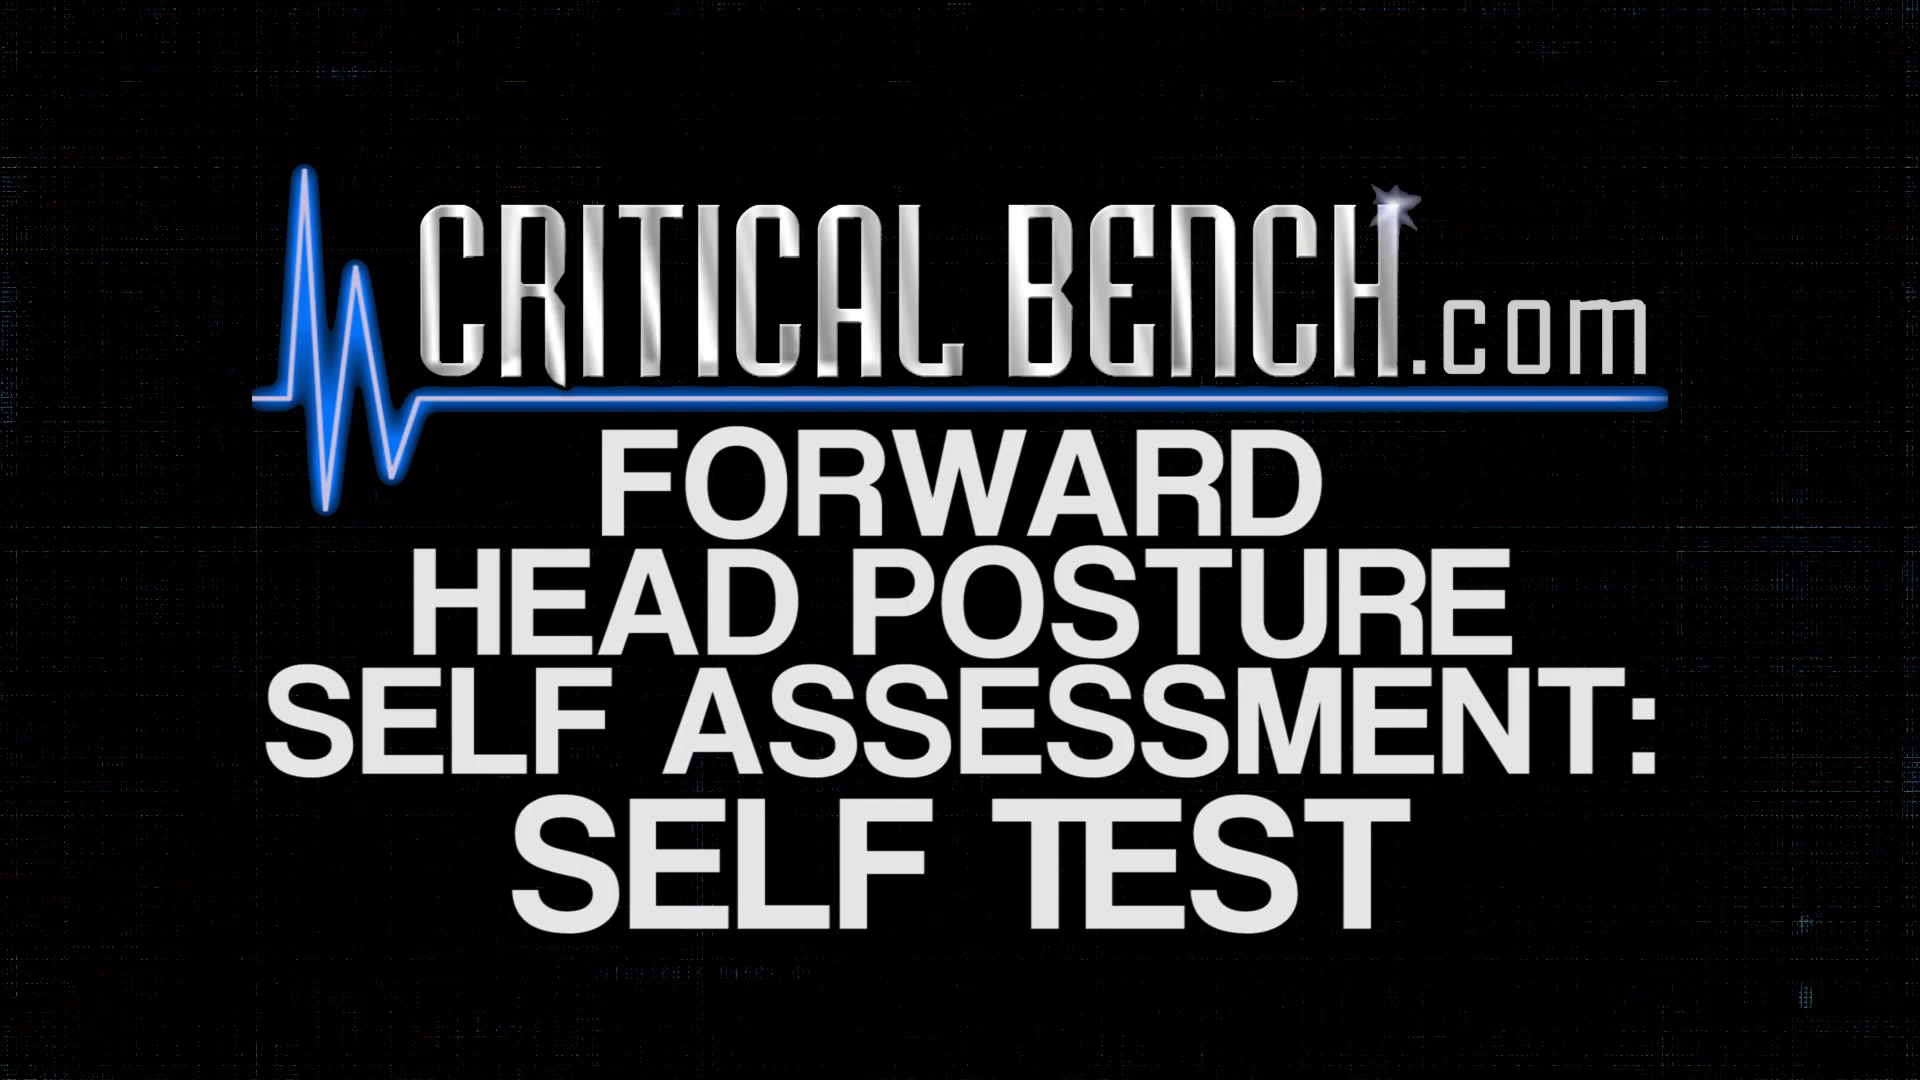 CRITICAL BENCH.com
FORWARD
HEAD POSTURE
SELF ASSESSMENT:
SELF TEST